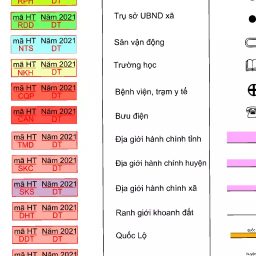 RPH DT
Trụ sở UBND xã
mã HT Năm 2021
RDD DT
Sân vận động
mã HT Năm 2021
NTS DT
Trường học
mã HT Năm 2021
NKH DT
Bệnh viện, trạm y tế
mã HT Năm 2021
CQP DT
Bưu điện
mã HT Năm 2021
CAN DT
Địa giới hành chính tỉnh
mã HT Năm 2021
TMD DT
Địa giới hành chính huyện
mã HT Năm 2021
SKC DT
Địa giới hành chính xã
mã HT Năm 2021
SKS DT
Ranh giới khoanh đất
mã HT Năm 2021
DHT DT
Quốc Lộ
mã HT Năm 2021
DDT DT
mã HT Năm 2021